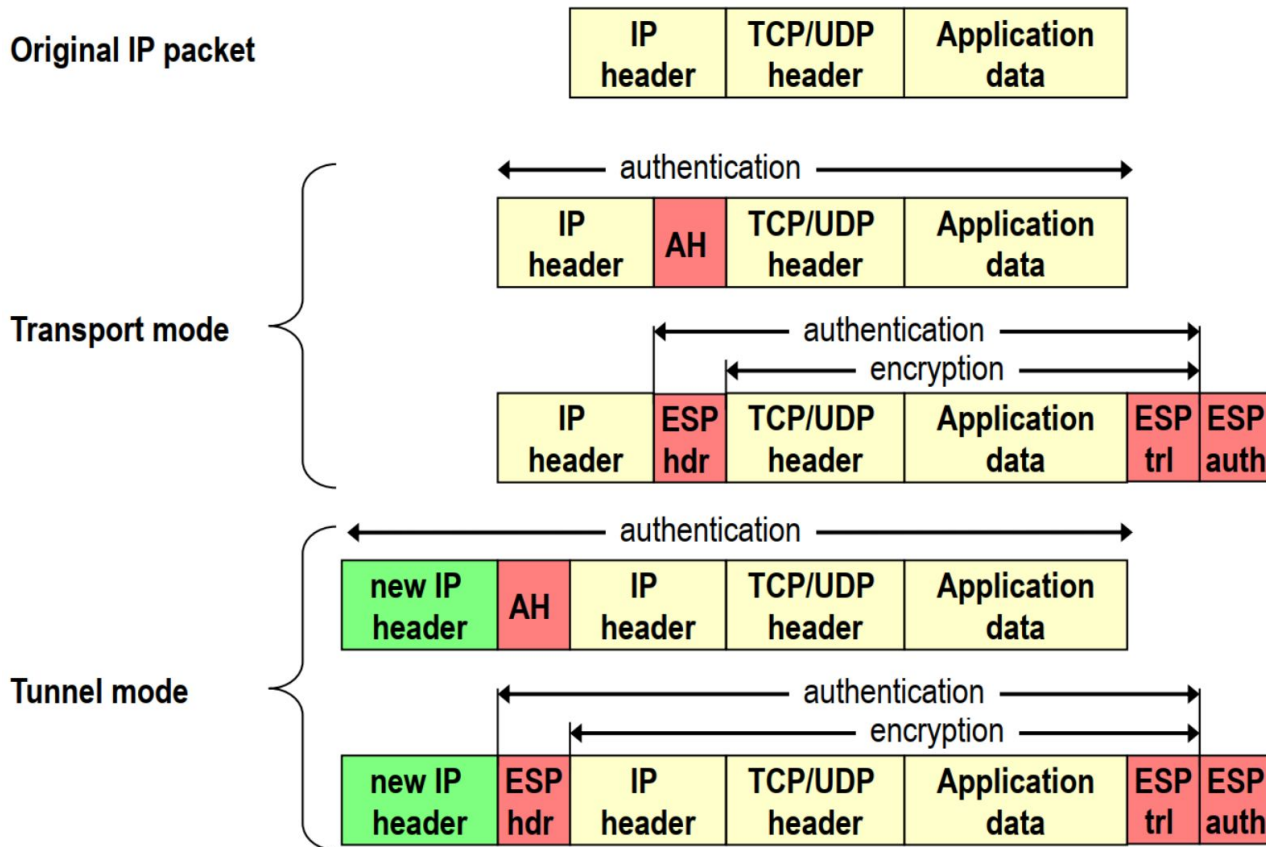 Original IP packet
IP header TCP/UDP header Application data
authentication
IP header AH TCP/UDP header Application data
Transport mode
authentication
encryption
IP header ESP hdr TCP/UDP header Application data ESP trl ESP auth
authentication
new IP header AH IP header TCP/UDP header Application data
Tunnel mode
authentication
encryption
new IP header ESP hdr IP header TCP/UDP header Application data ESP trl ESP auth